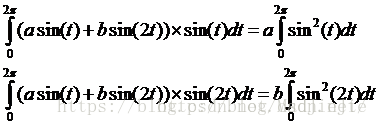 ∫₀^{2π}(a sin(t) + b sin(2t)) × sin(t)dt = a∫₀^{2π} sin²(t)dt
∫₀^{2π}(a sin(t) + b sin(2t)) × sin(2t)dt = b∫₀^{2π} sin²(2t)dt